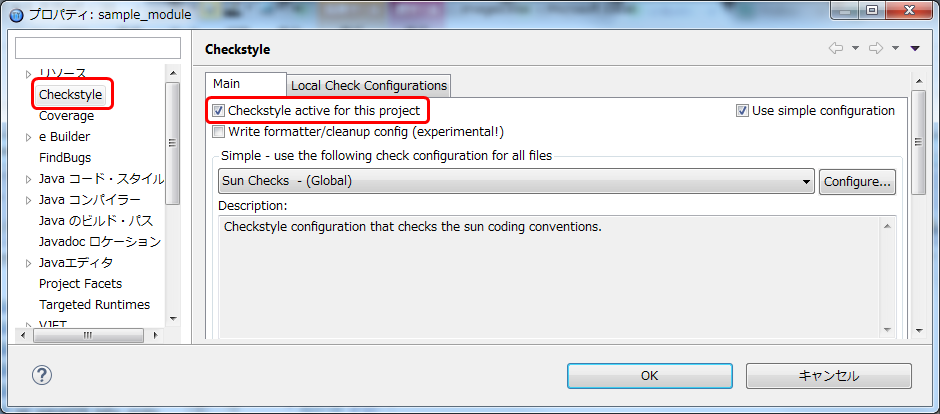 プロパティ: sample_module
Checkstyle
リソース
Checkstyle
Coverage
e Builder
FindBugs
Java コード・スタイル
Java コンパイラー
Java のビルド・パス
Javadoc ロケーション
Javaエディタ
Project Facets
Targeted Runtimes
VJET
Main
Local Check Configurations
Checkstyle active for this project
Use simple configuration
Write formatter/cleanup config (experimental!)
Simple - use the following check configuration for all files
Sun Checks - (Global)
Configure...
Description:
Checkstyle configuration that checks the sun coding conventions.
OK
キャンセル